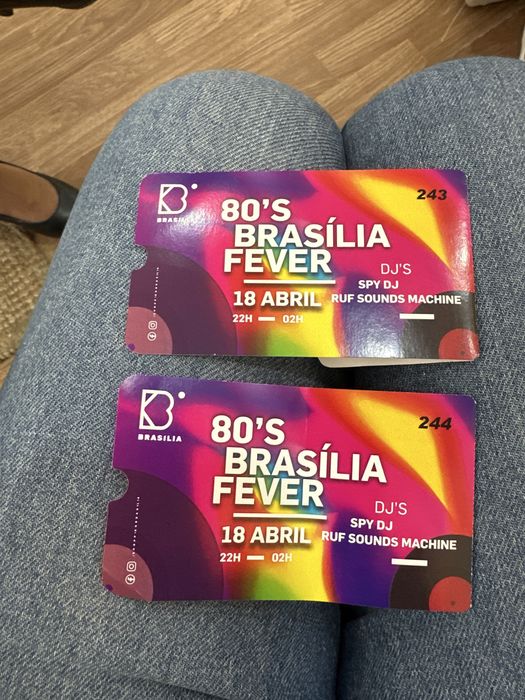 BRASÍLIA
243
80'S
BRASÍLIA
FEVER
DJ'S
SPY DJ
18 ABRIL
RUF SOUNDS MACHINE
22H — 02H
BRASÍLIA
244
80'S
BRASÍLIA
FEVER
DJ'S
SPY DJ
18 ABRIL
RUF SOUNDS MACHINE
22H — 02H